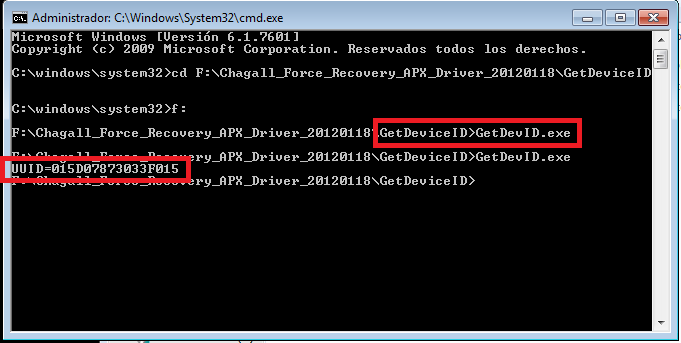 Administrador: C:\Windows\System32\cmd.exe
Microsoft Windows [Versión 6.1.7601]
Copyright (c) 2009 Microsoft Corporation. Reservados todos los derechos.
C:\windows\system32>cd F:\Chagall_Force_Recovery_APX_Driver_20120118\GetDeviceID
C:\windows\system32>f:
F:\Chagall_Force_Recovery_APX_Driver_20120118\GetDeviceID>GetDevID.exe
F:\Chagall_Force_Recovery_APX_Driver_20120118\GetDeviceID>GetDevID.exe
UUID=015D07873033F015
F:\Chagall_Force_Recovery_APX_Driver_20120118\GetDeviceID>